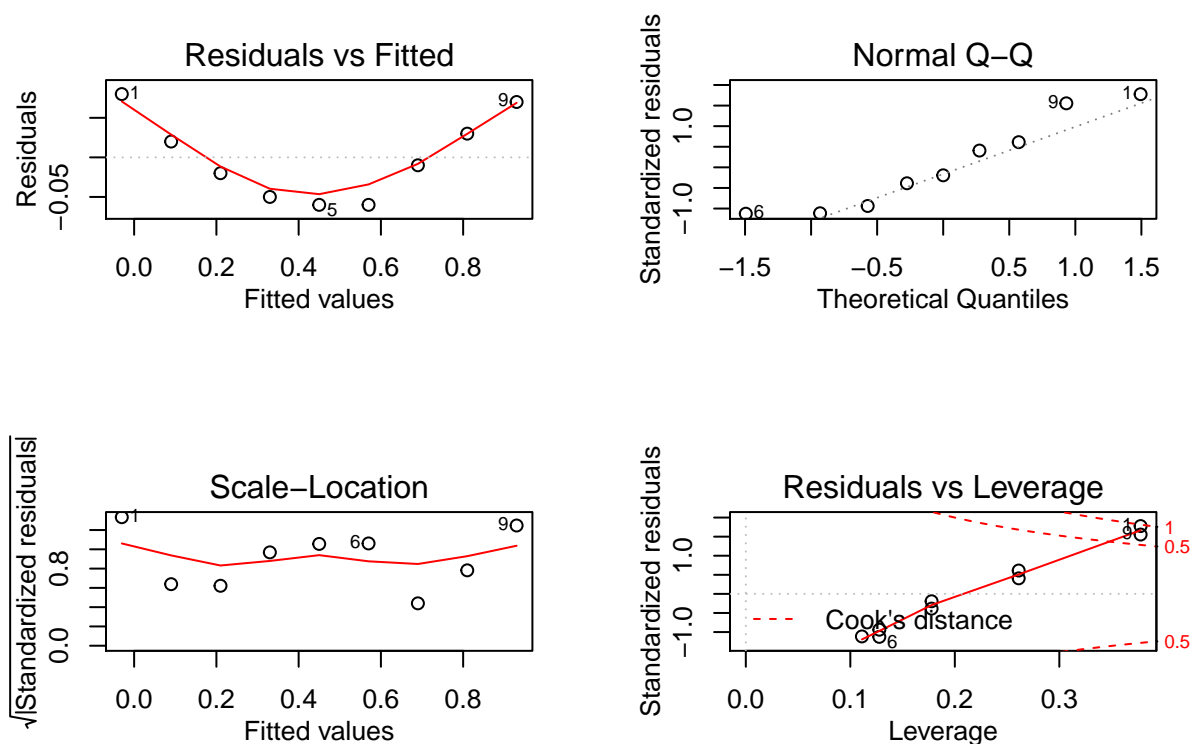 Residuals vs Fitted
Residuals
−0.05
1
5
9
0.0 0.2 0.4 0.6 0.8
Fitted values
Normal Q−Q
Standardized residuals
−1.0 1.0
6
9
1
−1.5 −0.5 0.5 1.0 1.5
Theoretical Quantiles
Scale−Location
√|Standardized residuals|
0.0 0.8
1
6
9
0.0 0.2 0.4 0.6 0.8
Fitted values
Residuals vs Leverage
Standardized residuals
−1.0 1.0
1
9
6
Cook's distance
1
0.5
0.5
0.0 0.1 0.2 0.3
Leverage